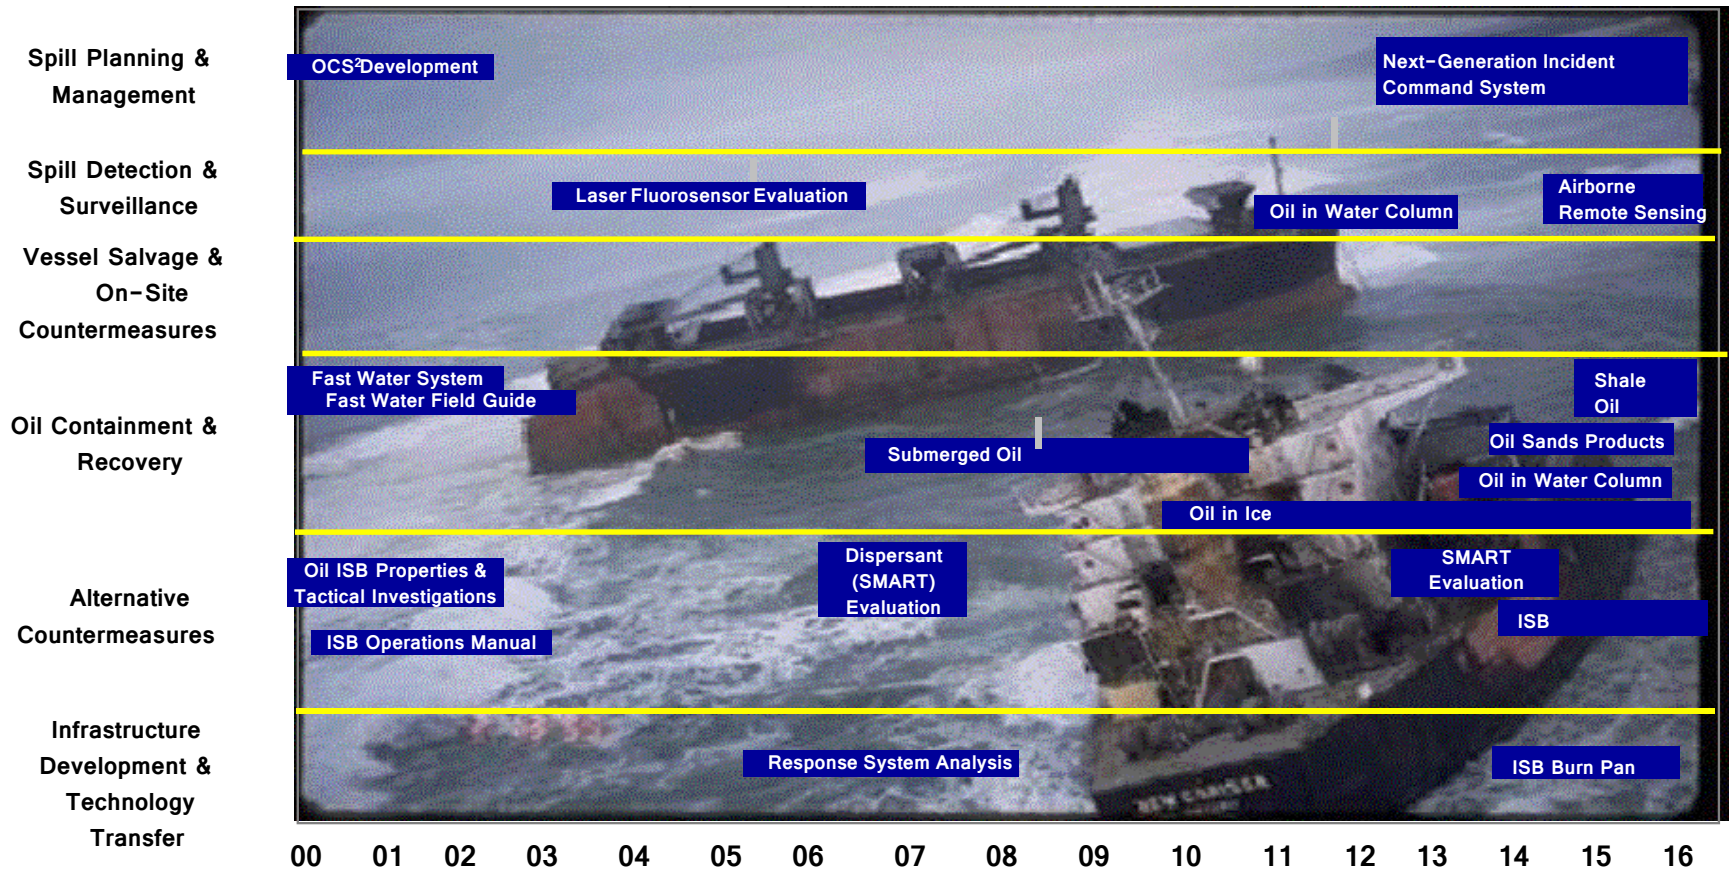 Spill Planning &
Management
OCS²Development
Next-Generation Incident
Command System
Spill Detection &
Surveillance
Laser Fluorosensor Evaluation
Oil in Water Column
Airborne
Remote Sensing
Vessel Salvage &
On-Site
Countermeasures
Oil Containment &
Recovery
Fast Water System
Fast Water Field Guide
Submerged Oil
Shale
Oil
Oil Sands Products
Oil in Water Column
Oil in Ice
Alternative
Countermeasures
Oil ISB Properties &
Tactical Investigations
ISB Operations Manual
Dispersant
(SMART)
Evaluation
SMART
Evaluation
ISB
Infrastructure
Development &
Technology
Transfer
Response System Analysis
NEW CARISSA
ISB Burn Pan
00 01 02 03 04 05 06 07 08 09 10 11 12 13 14 15 16